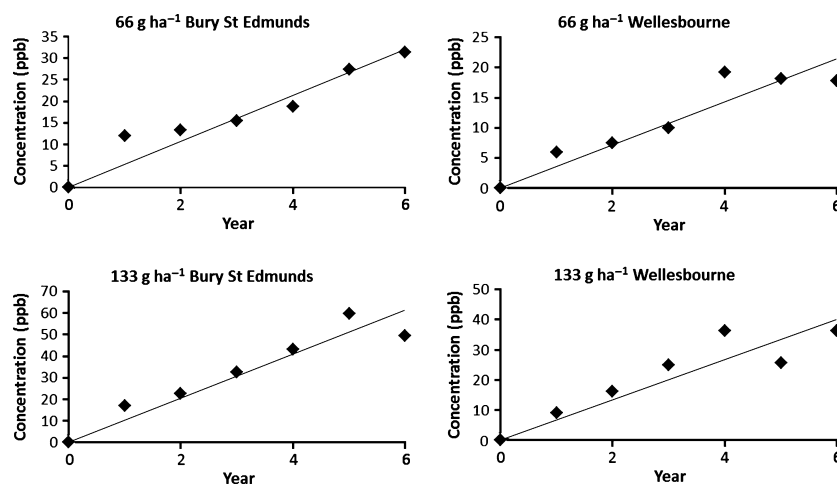 66 g ha⁻¹ Bury St Edmunds
Concentration (ppb)
35
30
25
20
15
10
5
0
0 2 4 6
Year
66 g ha⁻¹ Wellesbourne
Concentration (ppb)
25
20
15
10
5
0
0 2 4 6
Year
133 g ha⁻¹ Bury St Edmunds
Concentration (ppb)
70
60
50
40
30
20
10
0
0 2 4 6
Year
133 g ha⁻¹ Wellesbourne
Concentration (ppb)
50
40
30
20
10
0
0 2 4 6
Year